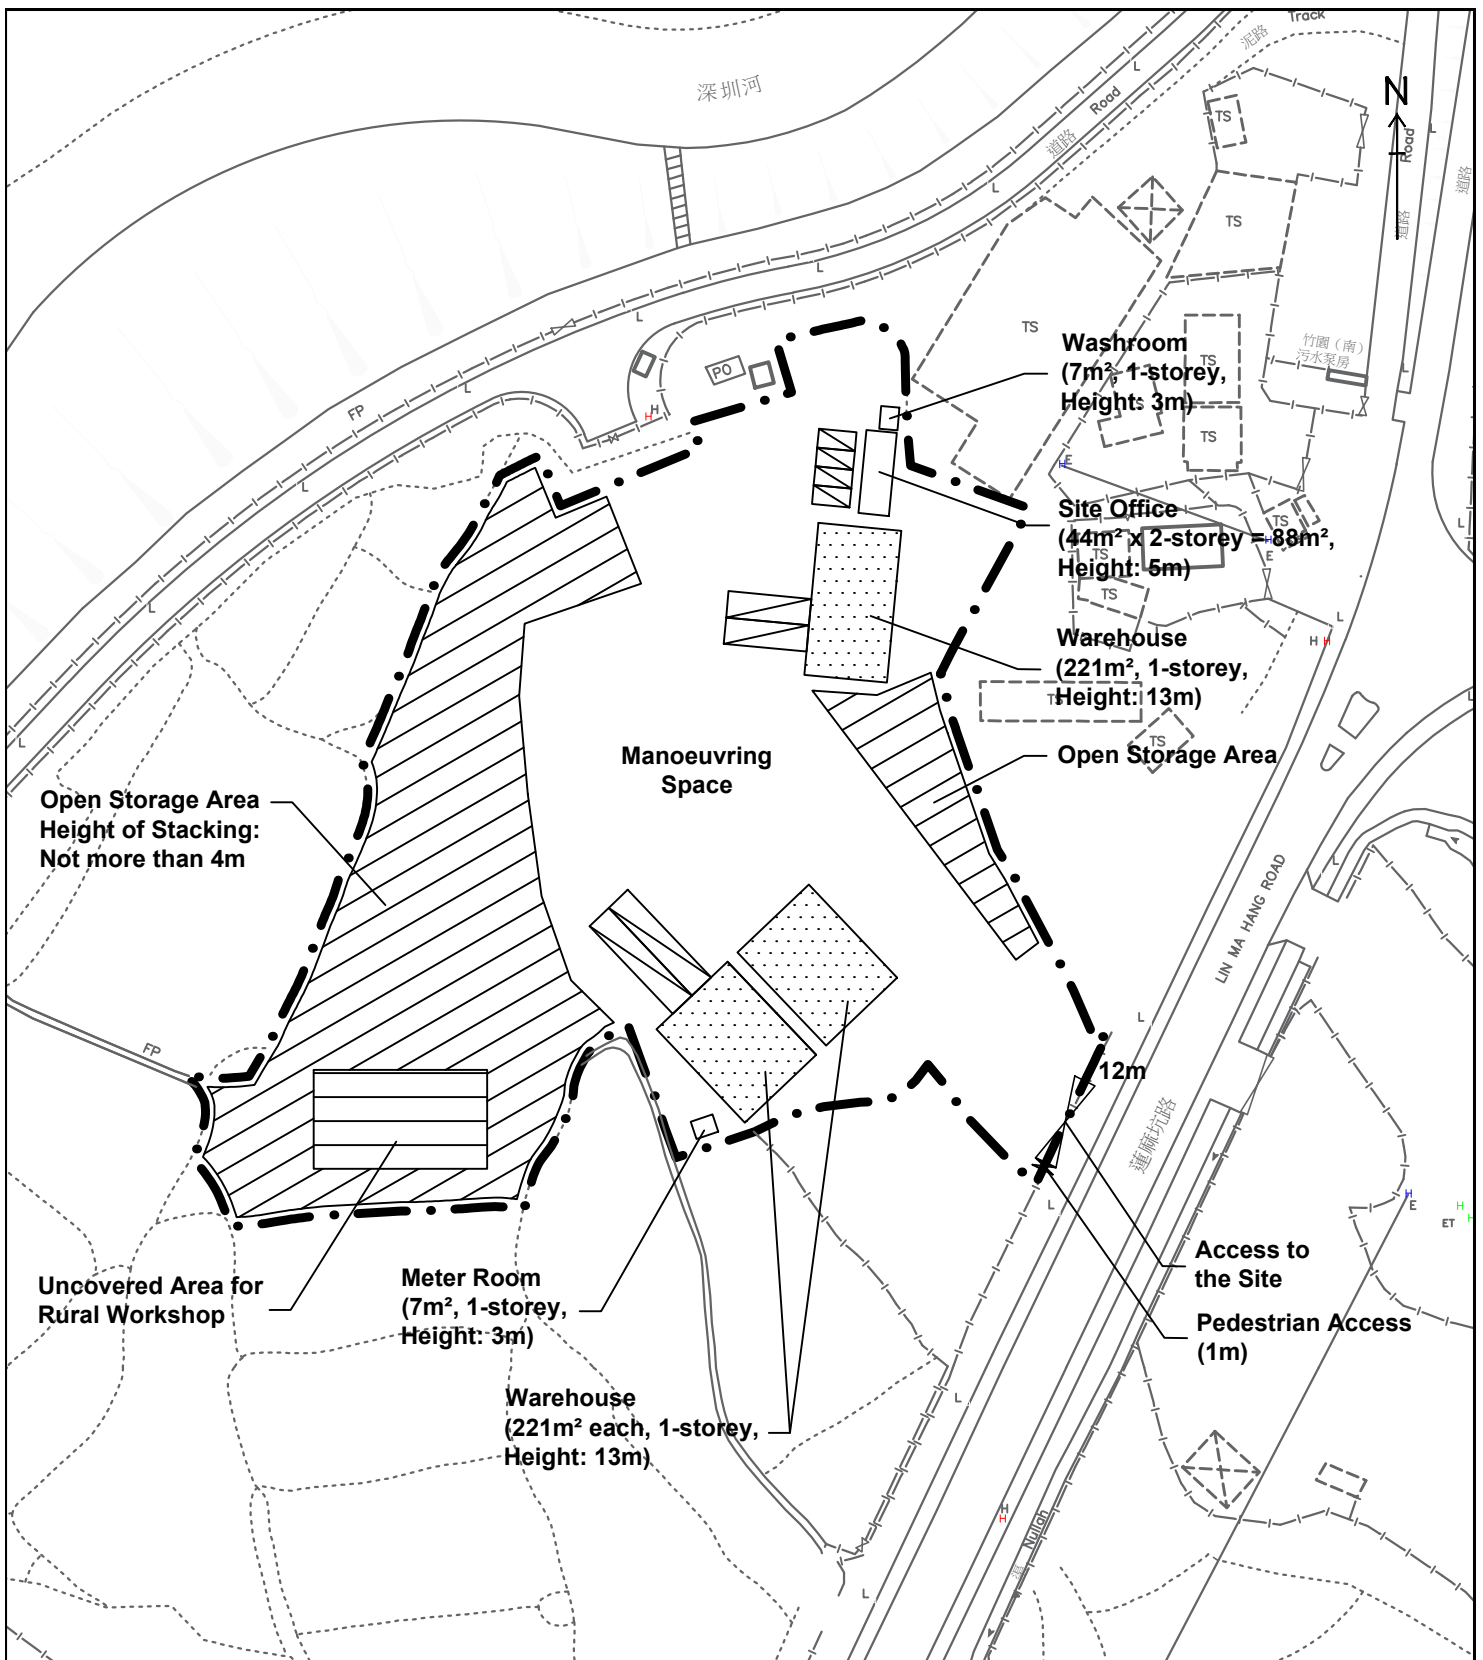 Track
泥路
深圳河
N
L
Road
道路
TS
L
Road
道路
道路
L
TS
L
L
TS
竹園（南）
污水泵房
Washroom
(7m², 1-storey,
Height: 3m)
TS
TS
L
PO
L
FP
H
H
TS
H
E
L
Site Office
(44m² x 2-storey = 88m²,
Height: 5m)
TS
H
E
TS
TS
L
L
L
Warehouse
(221m², 1-storey,
Height: 13m)
H
H
TS
L
TS
L
Manoeuvring
Space
Open Storage Area
Open Storage Area
Height of Stacking:
Not more than 4m
L
LIN MA HANG ROAD
L
FP
12m
蓮麻坑路
L
H
E
H
ET
H
Access to
the Site
Uncovered Area for
Rural Workshop
Meter Room
(7m², 1-storey,
Height: 3m)
Pedestrian Access
(1m)
Warehouse
(221m² each, 1-storey,
Height: 13m)
L
H
H
Nullah
L